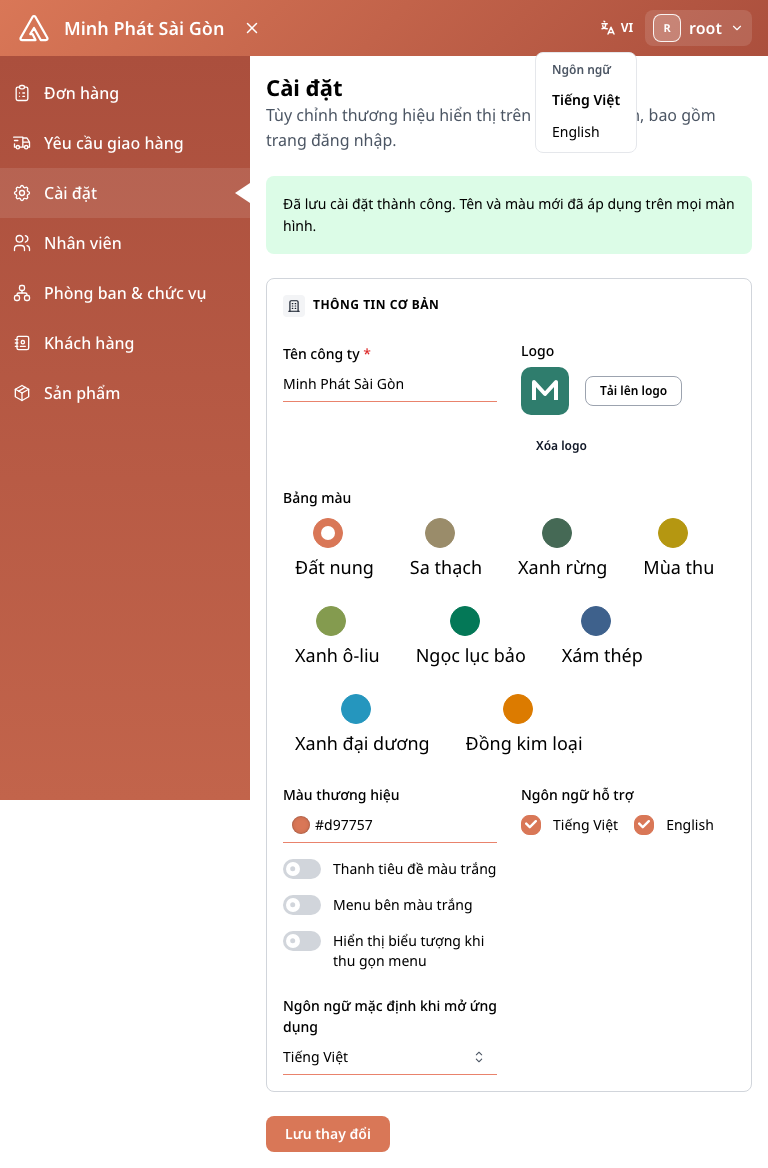 Minh Phát Sài Gòn
VI
R
root
Ngôn ngữ
Tiếng Việt
English
Đơn hàng
Yêu cầu giao hàng
Cài đặt
Nhân viên
Phòng ban & chức vụ
Khách hàng
Sản phẩm
Cài đặt
Tùy chỉnh thương hiệu hiển thị trên
bao gồm
trang đăng nhập.
Đã lưu cài đặt thành công. Tên và màu mới đã áp dụng trên mọi màn
hình.
THÔNG TIN CƠ BẢN
Tên công ty *
Minh Phát Sài Gòn
Logo
Tải lên logo
Xóa logo
Bảng màu
Đất nung
Sa thạch
Xanh rừng
Mùa thu
Xanh ô-liu
Ngọc lục bảo
Xám thép
Xanh đại dương
Đồng kim loại
Màu thương hiệu
#d97757
Ngôn ngữ hỗ trợ
Tiếng Việt
English
Thanh tiêu đề màu trắng
Menu bên màu trắng
Hiển thị biểu tượng khi
thu gọn menu
Ngôn ngữ mặc định khi mở ứng
dụng
Tiếng Việt
Lưu thay đổi